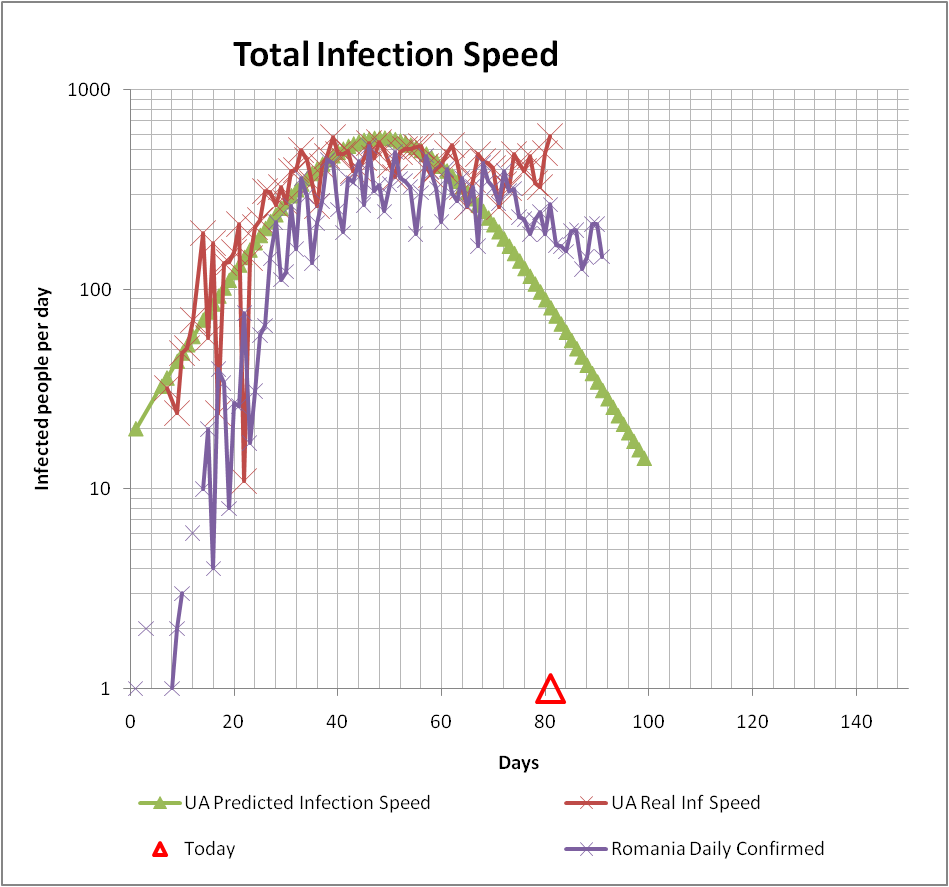 Total Infection Speed
Infected people per day
1000
100
10
1
0 20 40 60 80 100 120 140
Days
UA Predicted Infection Speed
UA Real Inf Speed
Today
Romania Daily Confirmed